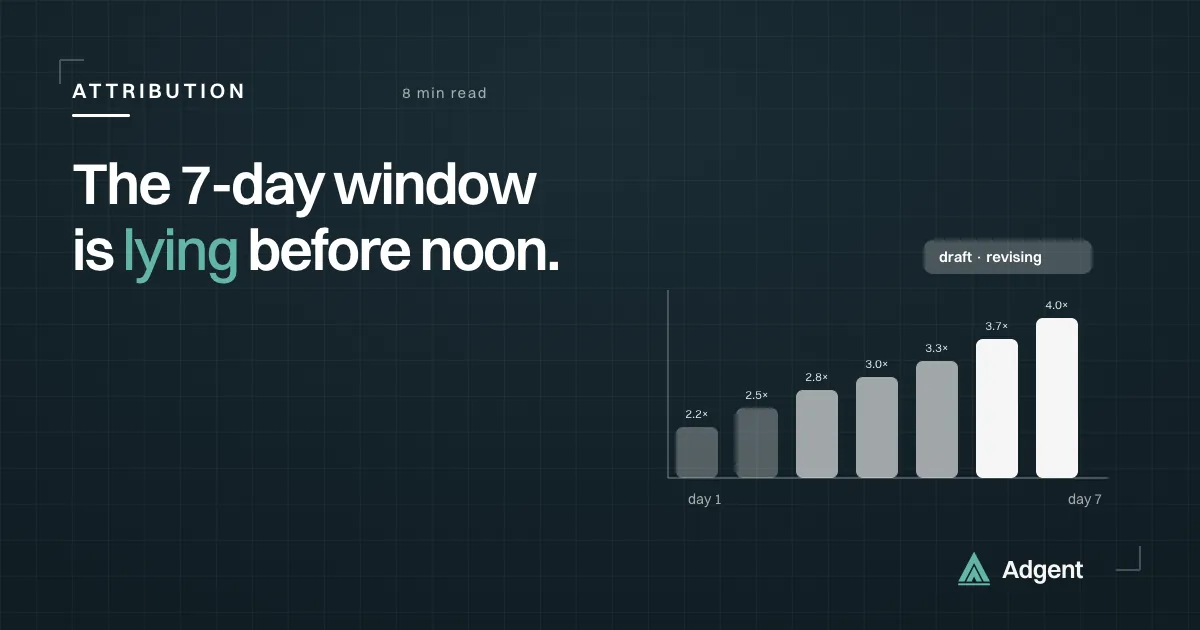 ATTRIBUTION
8 min read
The 7-day window
is lying before noon.
draft · revising
2.2×
2.5×
2.8×
3.0×
3.3×
3.7×
4.0×
day 1
day 7
Adgent